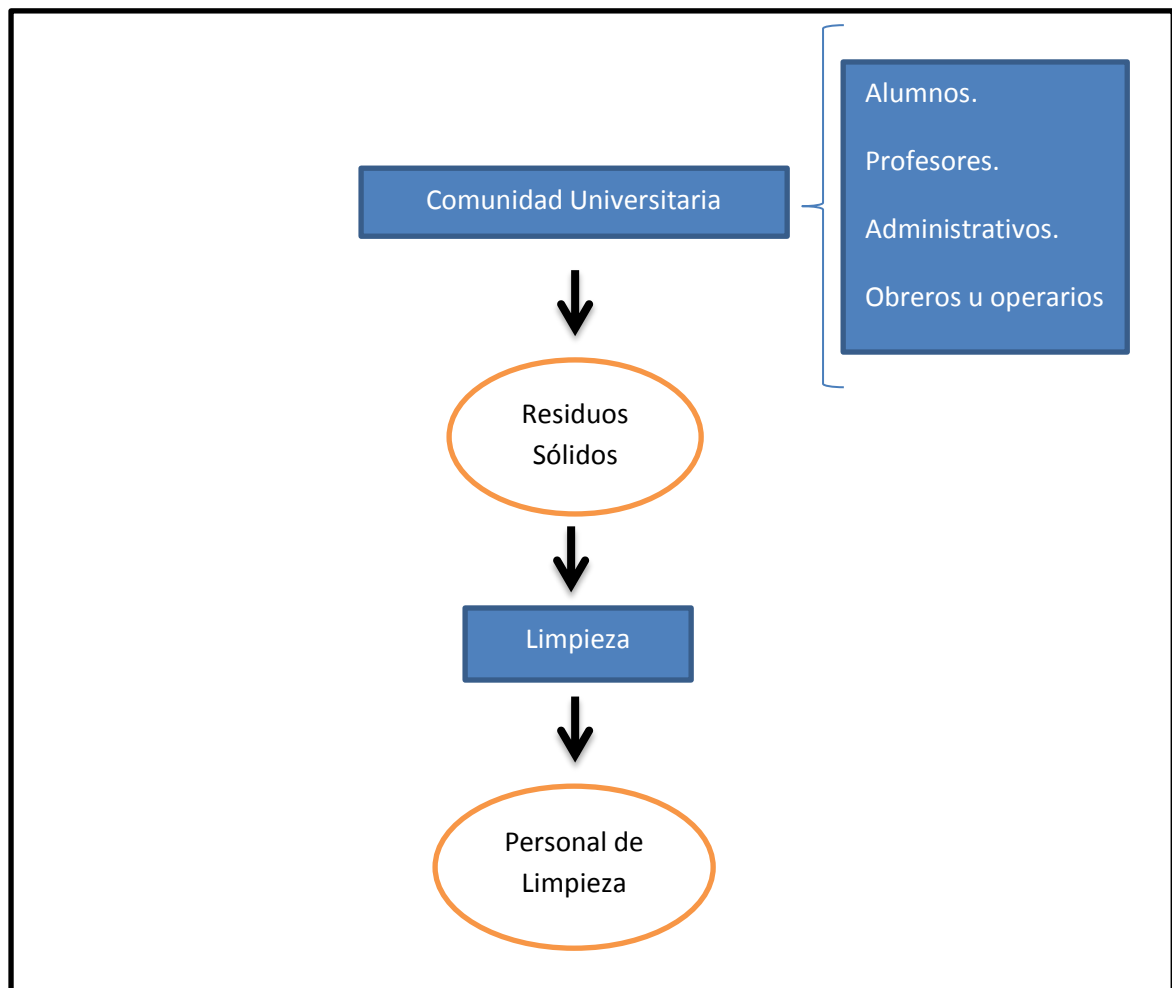 Alumnos.
Profesores.
Comunidad Universitaria
Administrativos.
Obreros u operarios
Residuos
Sólidos
Limpieza
Personal de
Limpieza